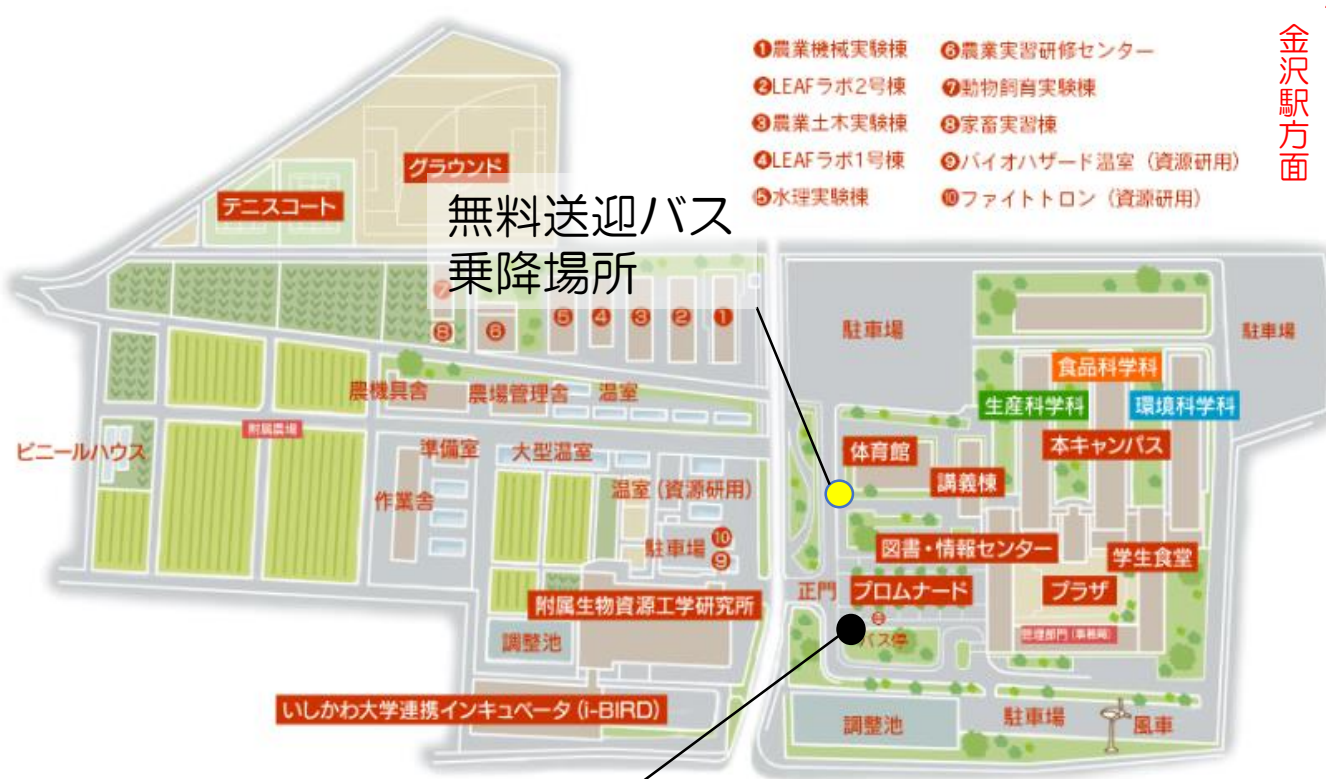 ❶農業機械実験棟
❷LEAFラボ2号棟
❸農業土木実験棟
❹LEAFラボ1号棟
❺水理実験棟
❻農業実習研修センター
❼動物飼育実験棟
❽家畜実習棟
❾バイオハザード温室（資源研用）
❿ファイトトロン（資源研用）
金沢駅方面
グラウンド
テニスコート
無料送迎バス
乗降場所
❼
❽
❻
❺
❹
❸
❷
❶
駐車場
駐車場
食品科学科
生産科学科
環境科学科
本キャンパス
体育館
講義棟
農機具舎
農場管理舎
温室
附属農場
ビニールハウス
準備室
大型温室
作業舎
温室（資源研用）
駐車場
❿
❾
図書・情報センター
学生食堂
正門
プロムナード
プラザ
管理部門（事務局）
バス停
附属生物資源工学研究所
調整池
いしかわ大学連携インキュベータ（i-BIRD）
調整池
駐車場
風車